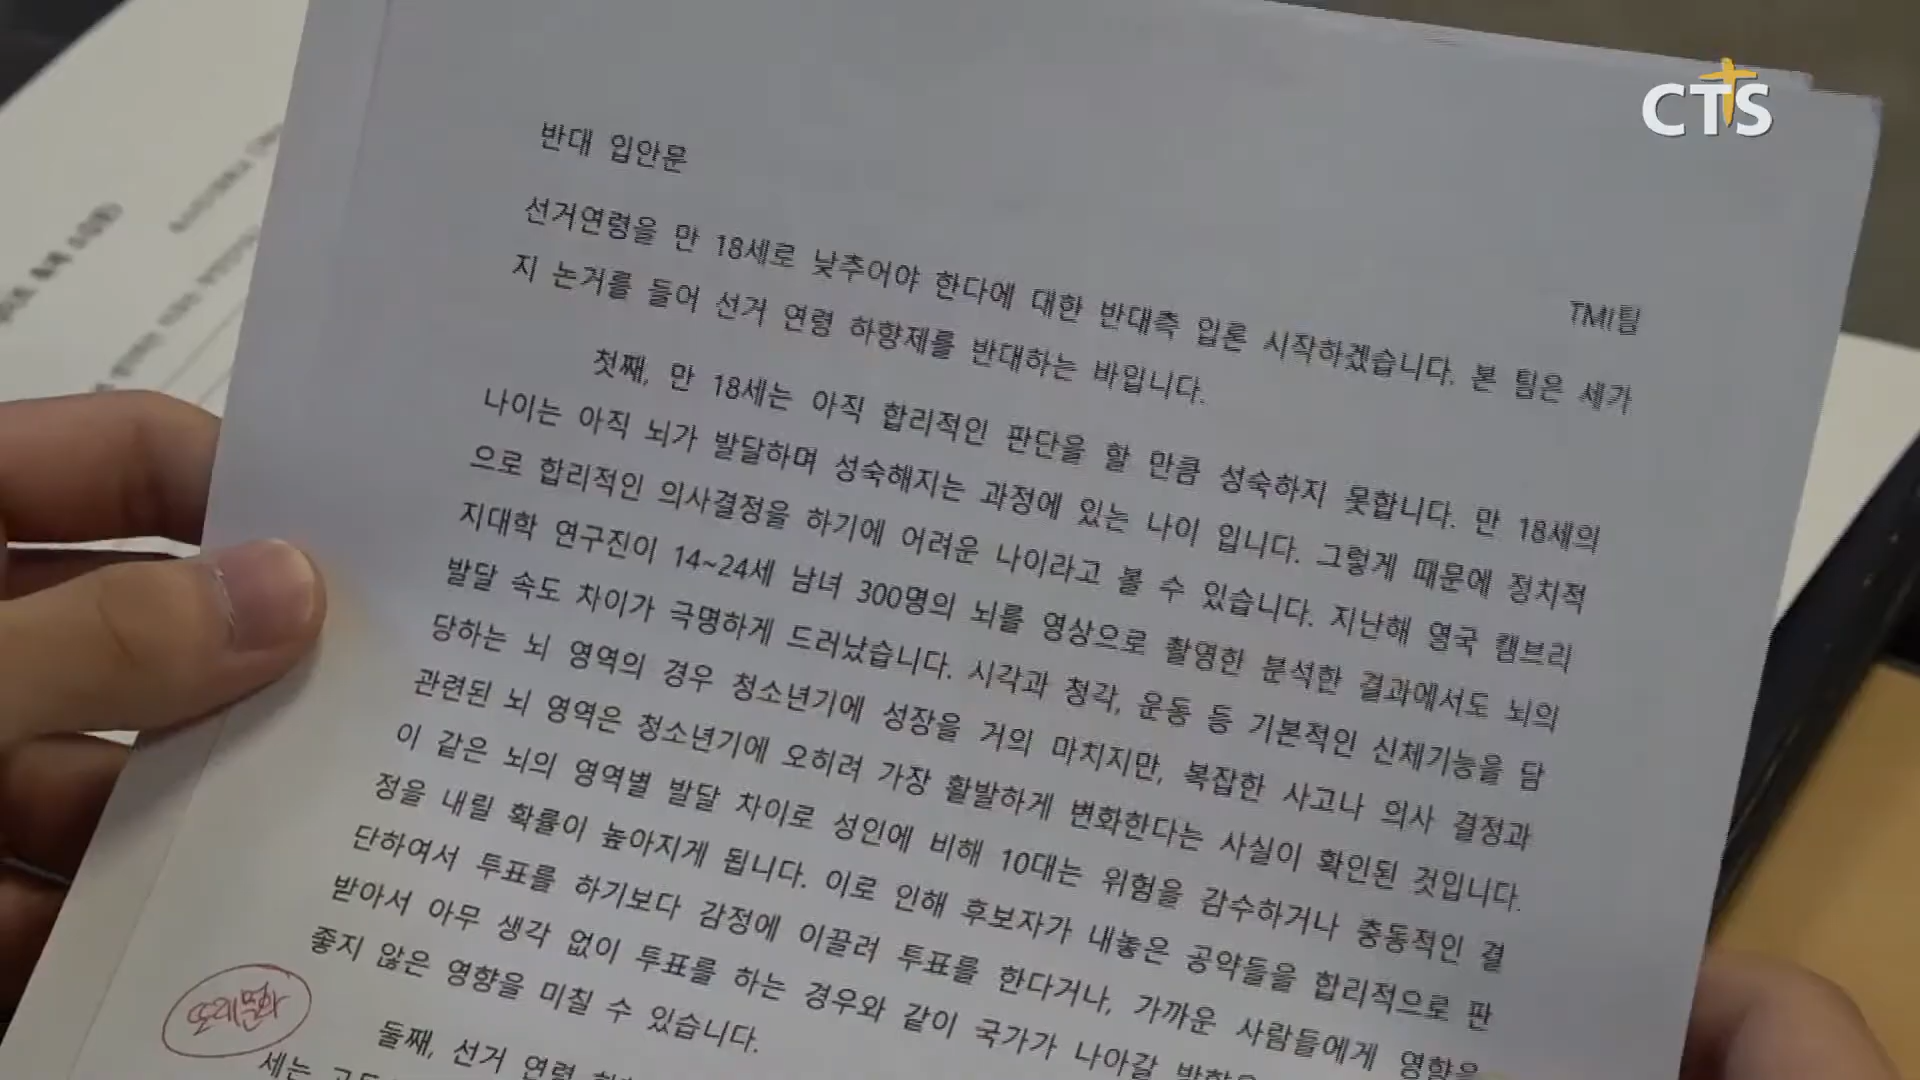 CTS
반대 입안문
TMI팀
선거연령을 만 18세로 낮추어야 한다에 대한 반대측 입론 시작하겠습니다. 본 팀은 세가
지 논거를 들어 선거 연령 하향제를 반대하는 바입니다.
첫째, 만 18세는 아직 합리적인 판단을 할 만큼 성숙하지 못합니다. 만 18세의
나이는 아직 뇌가 발달하며 성숙해지는 과정에 있는 나이 입니다. 그렇게 때문에 정치적
으로 합리적인 의사결정을 하기에 어려운 나이라고 볼 수 있습니다. 지난해 영국 캠브리
지대학 연구진이 14~24세 남녀 300명의 뇌를 영상으로 촬영한 분석한 결과에서도 뇌의
발달 속도 차이가 극명하게 드러났습니다. 시각과 청각, 운동 등 기본적인 신체기능을 담
당하는 뇌 영역의 경우 청소년기에 성장을 거의 마치지만, 복잡한 사고나 의사 결정과
관련된 뇌 영역은 청소년기에 오히려 가장 활발하게 변화한다는 사실이 확인된 것입니다.
이 같은 뇌의 영역별 발달 차이로 성인에 비해 10대는 위험을 감수하거나 충동적인 결
정을 내릴 확률이 높아지게 됩니다. 이로 인해 후보자가 내놓은 공약들을 합리적으로 판
단하여서 투표를 하기보다 감정에 이끌려 투표를 한다거나, 가까운 사람들에게 영향을
받아서 아무 생각 없이 투표를 하는 경우와 같이 국가가 나아갈 방향을
좋지 않은 영향을 미칠 수 있습니다.
또래문화
둘째, 선거 연령
세는